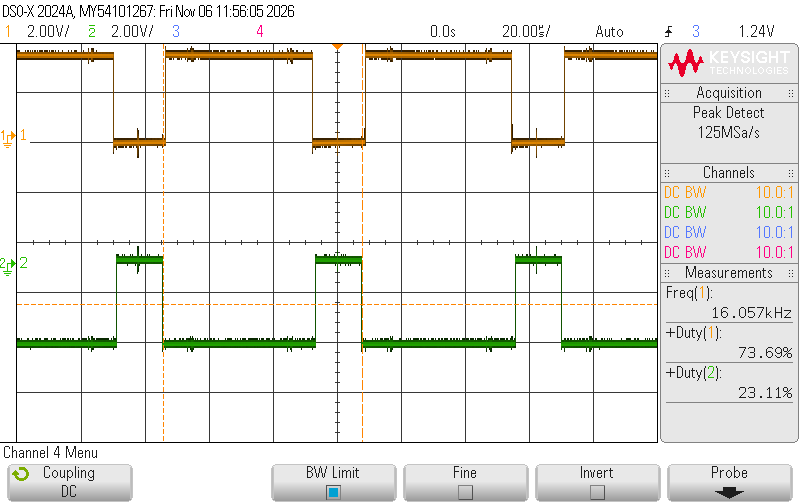 DSO-X 2024A, MY54101267: Fri Nov 06 11:56:05 2026
1 2.00V/ 2 2.00V/ 3 4 0.0s 20.00us/ Auto 3 1.24V
KEYSIGHT
TECHNOLOGIES
Acquisition
Peak Detect
125MSa/s
Channels
DC BW 10.0:1
DC BW 10.0:1
DC BW 10.0:1
DC BW 10.0:1
Measurements
Freq(1):
16.057kHz
+Duty(1):
73.69%
+Duty(2):
23.11%
1 1
2 2
Channel 4 Menu
Coupling
DC
BW Limit
Fine
Invert
Probe